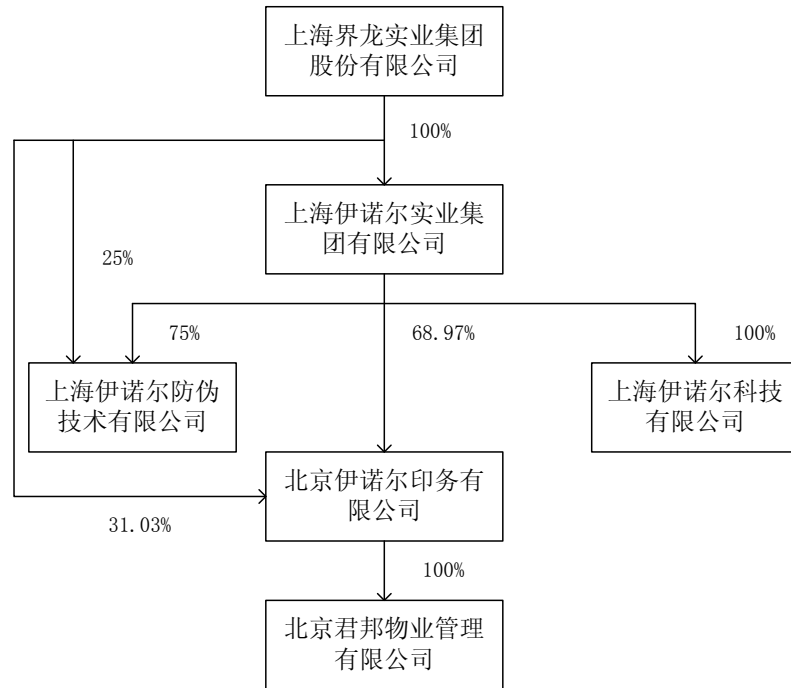 上海界龙实业集团
股份有限公司
100%
上海伊诺尔实业集
团有限公司
25%
75%
68.97%
100%
上海伊诺尔防伪
技术有限公司
上海伊诺尔科技
有限公司
北京伊诺尔印务有
限公司
31.03%
100%
北京君邦物业管理
有限公司